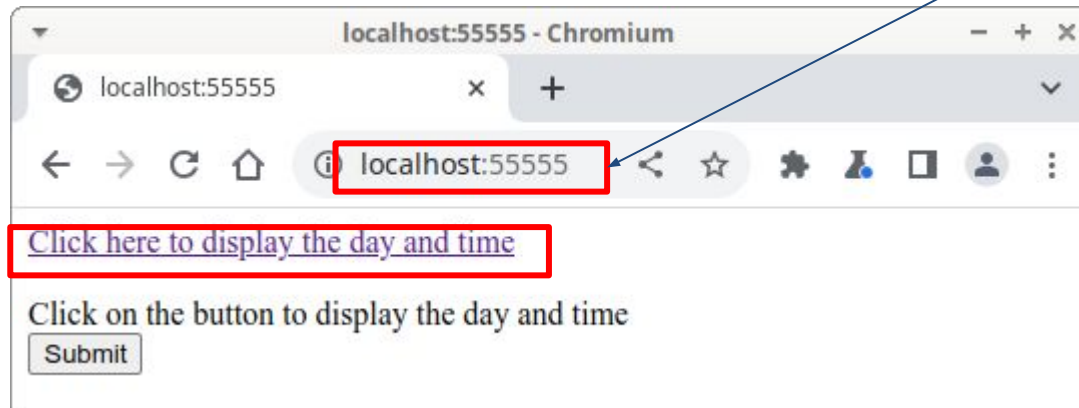 localhost:55555 - Chromium
localhost:55555
localhost:55555
Click here to display the day and time
Click on the button to display the day and time
Submit